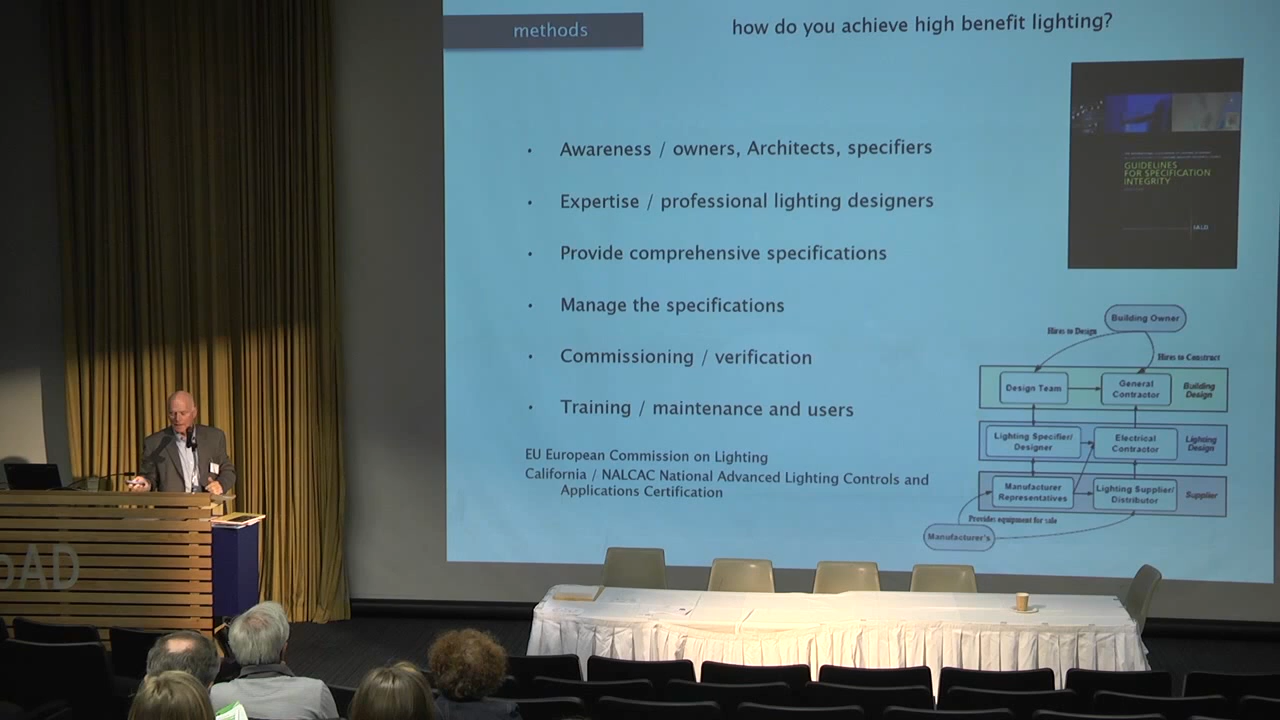 methods
how do you achieve high benefit lighting?
• Awareness / owners, Architects, specifiers
• Expertise / professional lighting designers
• Provide comprehensive specifications
• Manage the specifications
• Commissioning / verification
• Training / maintenance and users
EU European Commission on Lighting
California / NALCAC National Advanced Lighting Controls and
Applications Certification
GUIDELINES
FOR SPECIFICATION
INTEGRITY
IALD
Building Owner
Hires to Design
Hires to Construct
Design Team
General
Contractor
Building
Design
Lighting Specifier/
Designer
Electrical
Contractor
Lighting
Design
Manufacturer
Representatives
Lighting Supplier/
Distributor
Supplier
Provides equipment for sale
Manufacturer's
oAD